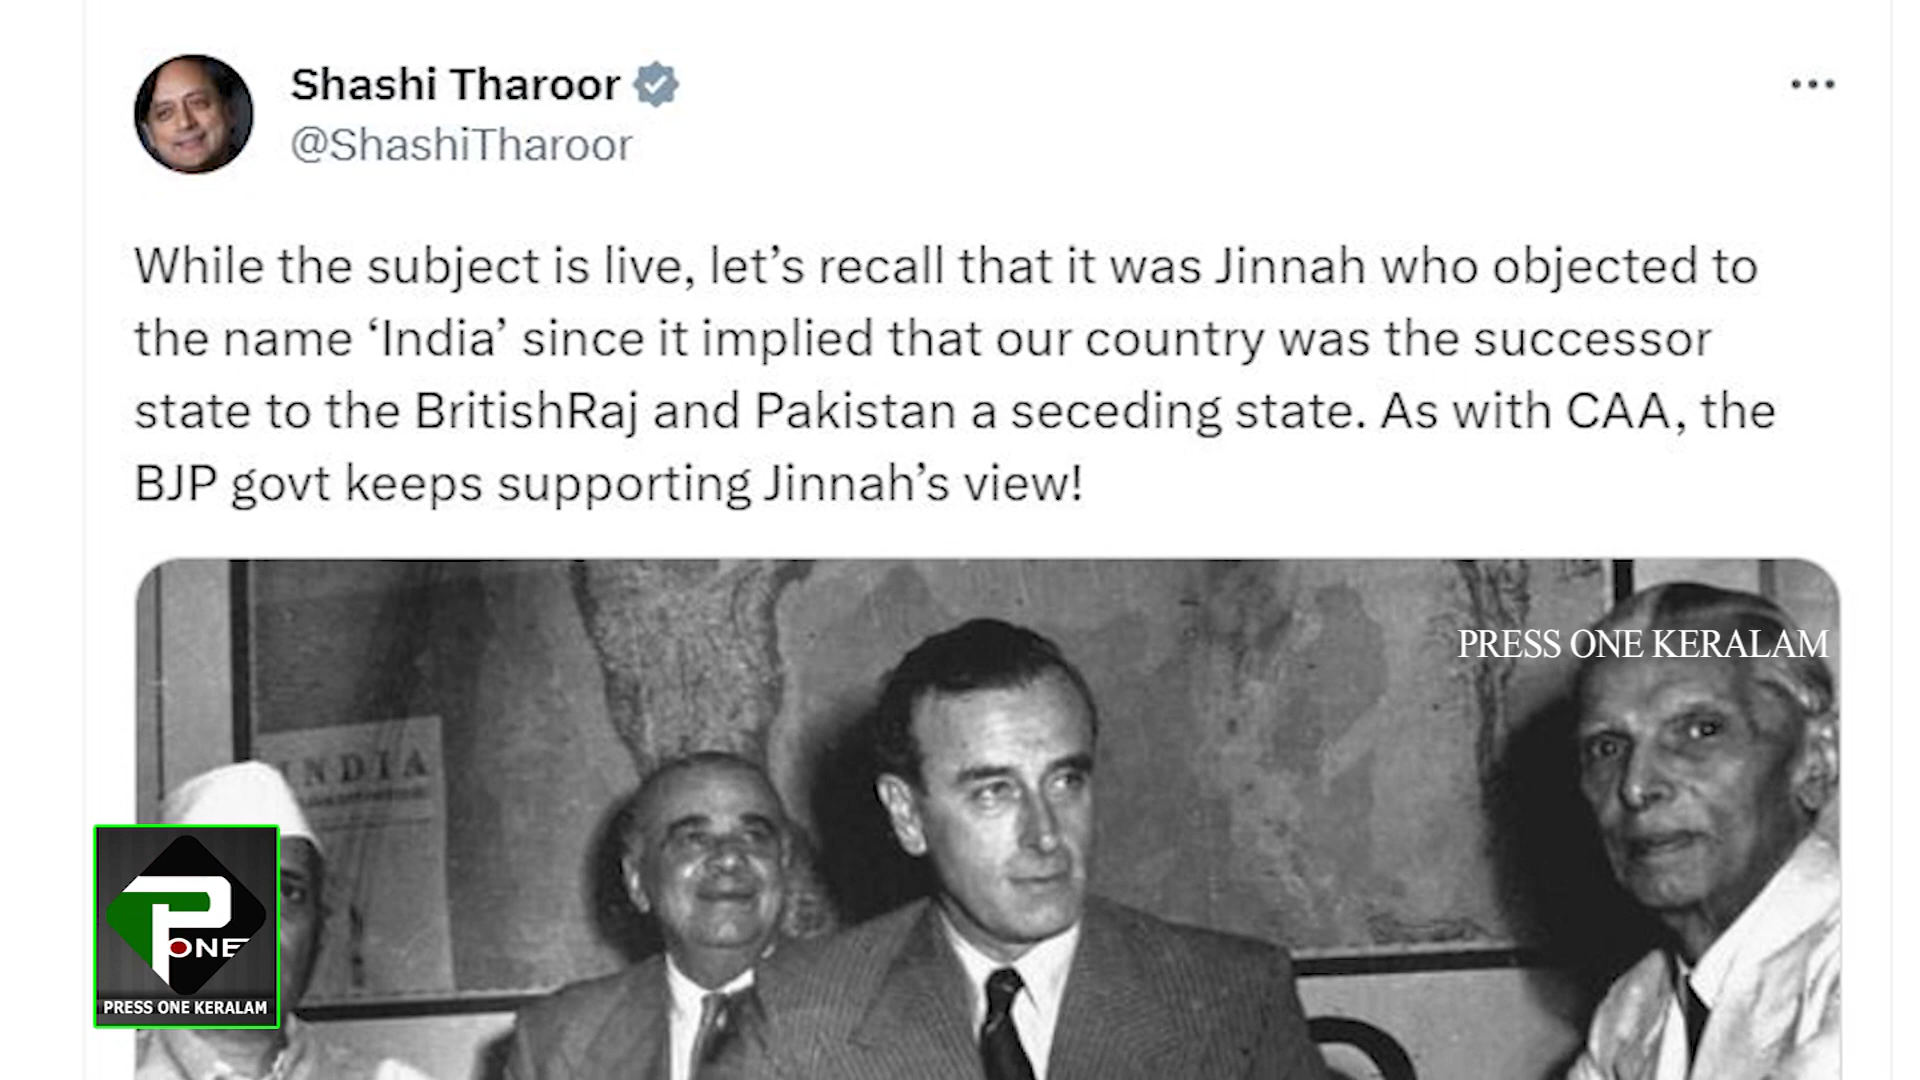 Shashi Tharoor
@ShashiTharoor
While the subject is live, let’s recall that it was Jinnah who objected to
the name ‘India’ since it implied that our country was the successor
state to the BritishRaj and Pakistan a seceding state. As with CAA, the
BJP govt keeps supporting Jinnah’s view!
PRESS ONE KERALAM
INDIA
P
ONE
PRESS ONE KERALAM